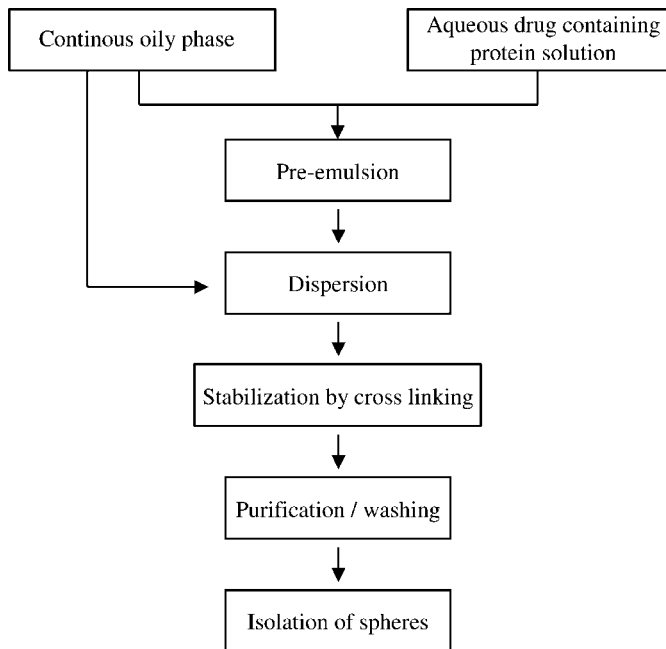 Continous oily phase
Aqueous drug containing
protein solution
Pre-emulsion
Dispersion
Stabilization by cross linking
Purification / washing
Isolation of spheres